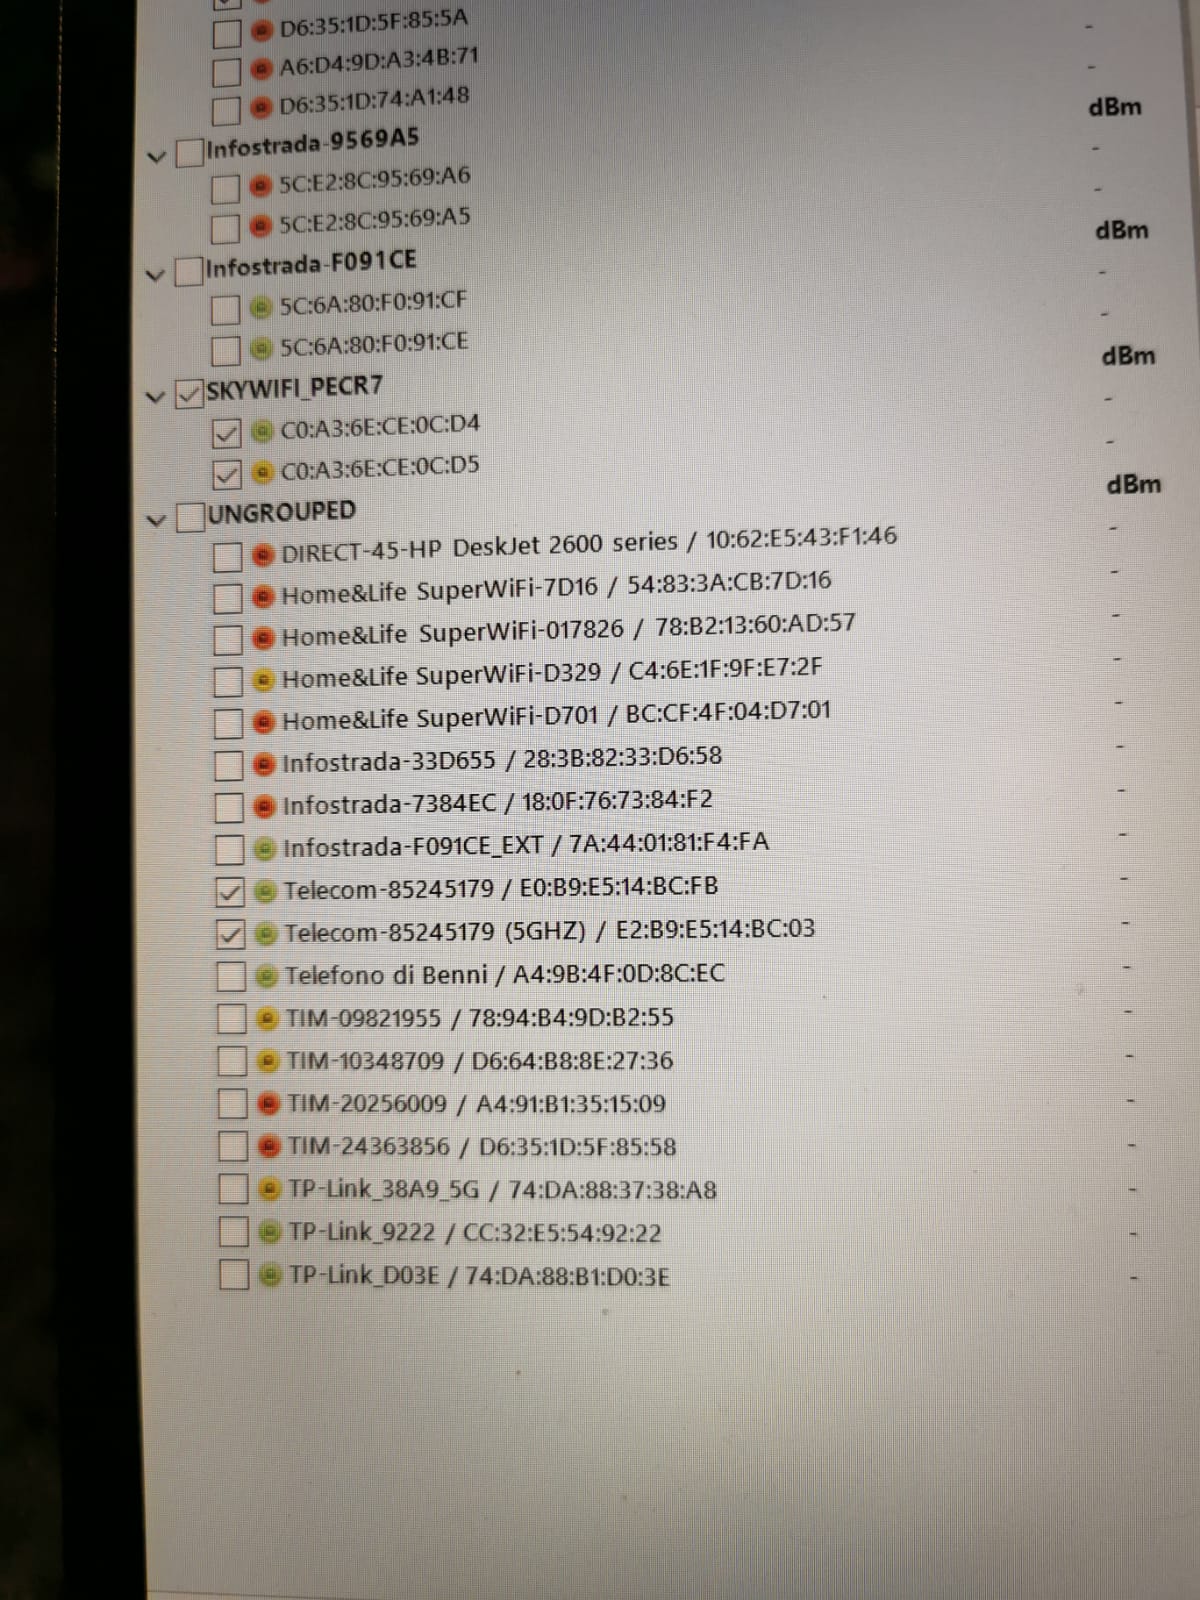 D6:35:1D:5F:85:5A -
A6:D4:9D:A3:4B:71 -
D6:35:1D:74:A1:48
Infostrada-9569A5 dBm
5C:E2:8C:95:69:A6 -
5C:E2:8C:95:69:A5 -
Infostrada-F091CE dBm
5C:6A:80:F0:91:CF -
5C:6A:80:F0:91:CE -
SKYWIFI_PECR7 dBm
C0:A3:6E:CE:0C:D4 -
C0:A3:6E:CE:0C:D5 -
UNGROUPED dBm
DIRECT-45-HP DeskJet 2600 series / 10:62:E5:43:F1:46 -
Home&Life SuperWiFi-7D16 / 54:83:3A:CB:7D:16 -
Home&Life SuperWiFi-017826 / 78:B2:13:60:AD:57 -
Home&Life SuperWiFi-D329 / C4:6E:1F:9F:E7:2F -
Home&Life SuperWiFi-D701 / BC:CF:4F:04:D7:01 -
Infostrada-33D655 / 28:3B:82:33:D6:58 -
Infostrada-7384EC / 18:0F:76:73:84:F2 -
Infostrada-F091CE_EXT / 7A:44:01:81:F4:FA -
Telecom-85245179 / E0:B9:E5:14:BC:FB -
Telecom-85245179 (5GHZ) / E2:B9:E5:14:BC:03 -
Telefono di Benni / A4:9B:4F:0D:8C:EC -
TIM-09821955 / 78:94:B4:9D:B2:55 -
TIM-10348709 / D6:64:B8:8E:27:36 -
TIM-20256009 / A4:91:B1:35:15:09 -
TIM-24363856 / D6:35:1D:5F:85:58 -
TP-Link_38A9_5G / 74:DA:88:37:38:A8 -
TP-Link_9222 / CC:32:E5:54:92:22 -
TP-Link_D03E / 74:DA:88:B1:D0:3E -